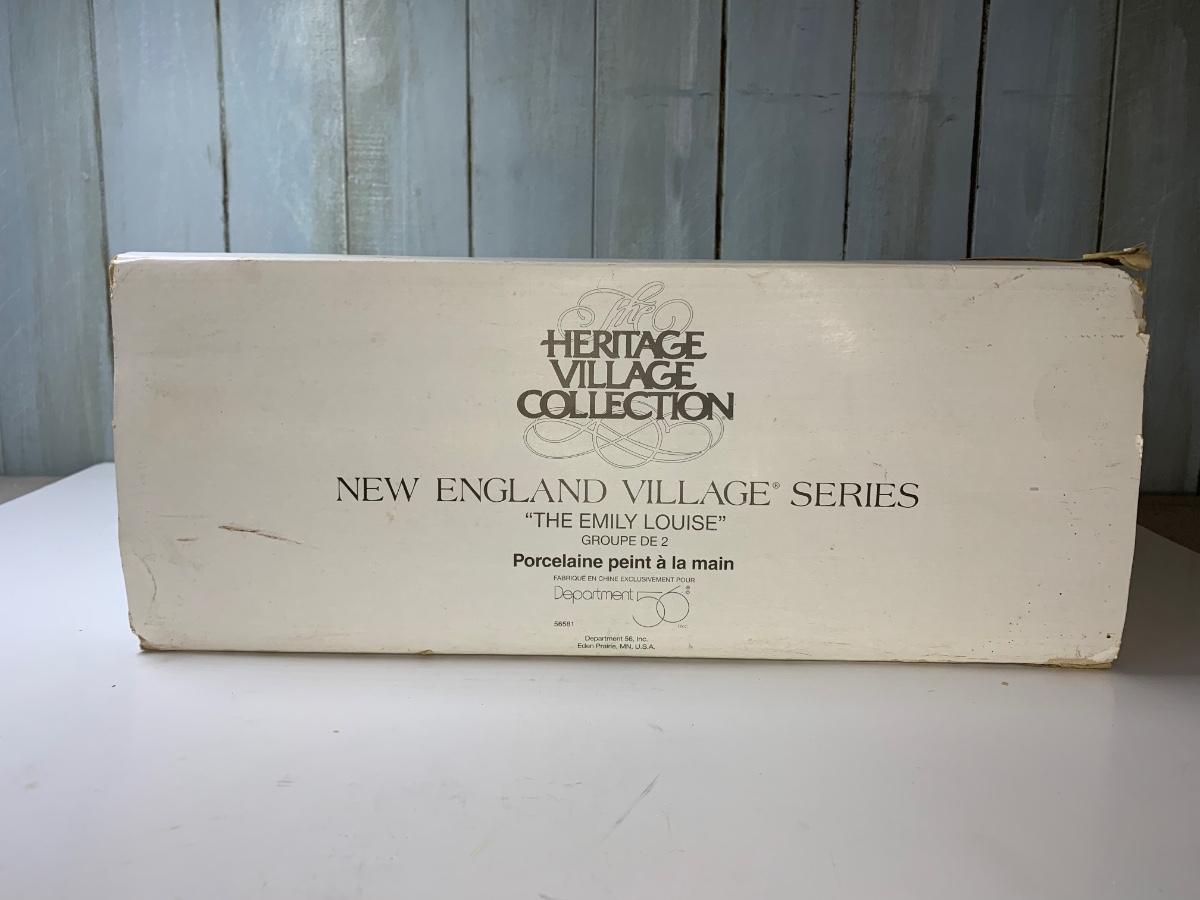 The
HERITAGE
VILLAGE
COLLECTION
NEW ENGLAND VILLAGE® SERIES
“THE EMILY LOUISE”
GROUPE DE 2
Porcelaine peint à la main
FABRIQUÉ EN CHINE EXCLUSIVEMENT POUR
Department 56®
INC.
56581
Department 56, Inc.
Eden Prairie, MN, U.S.A.